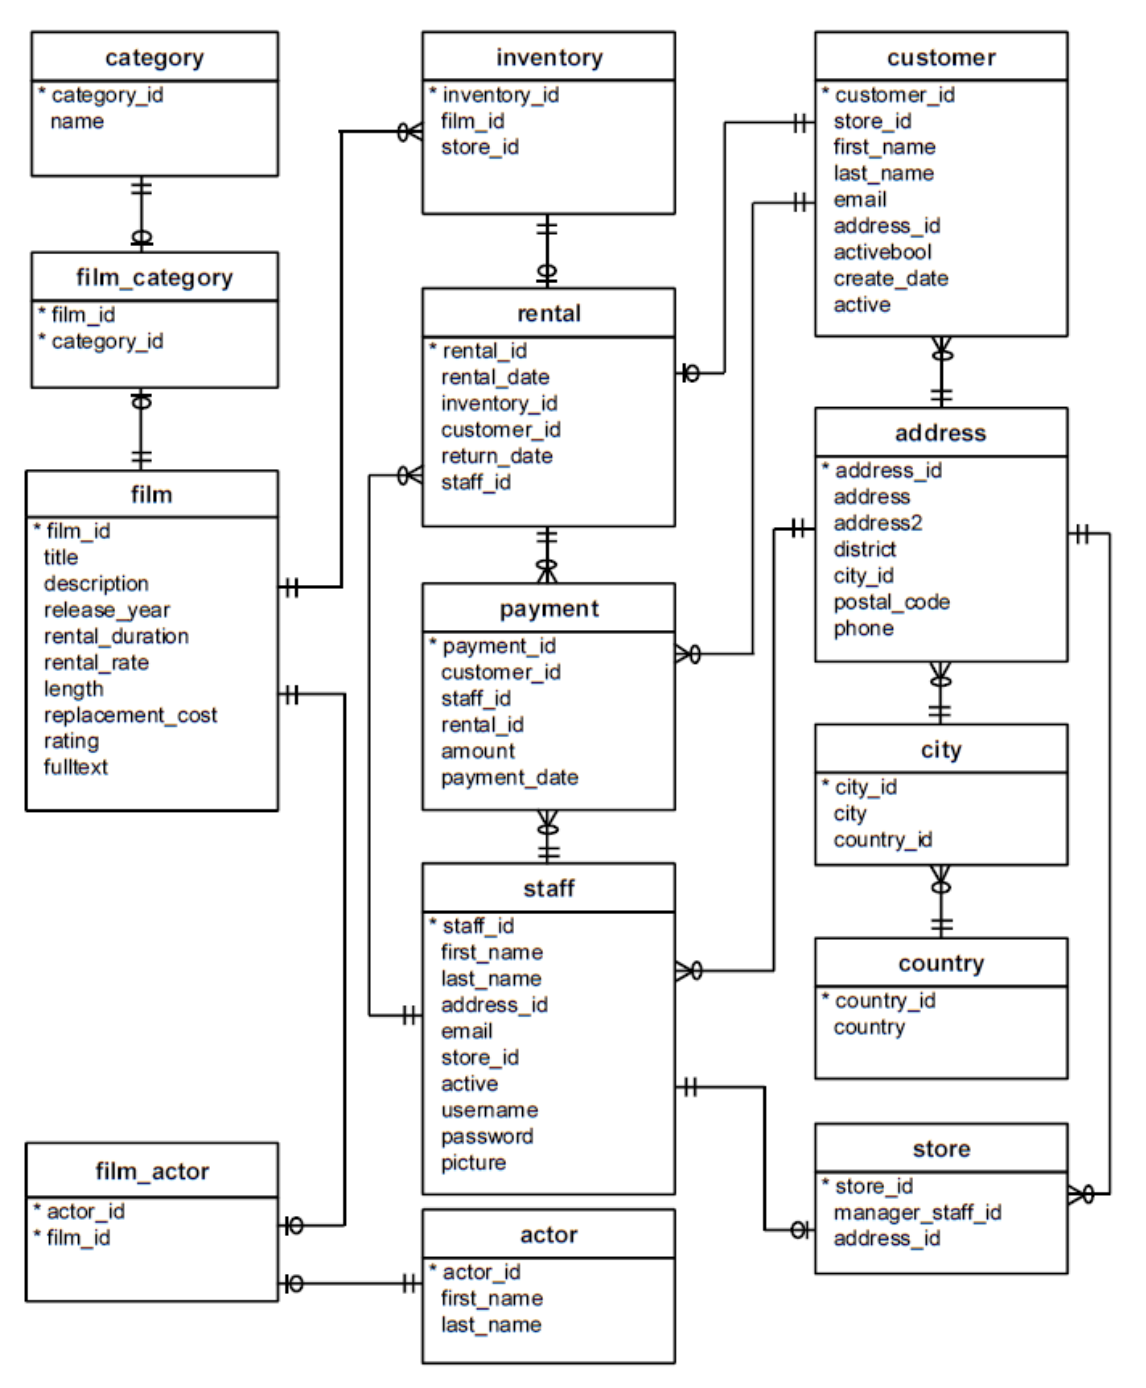 category
* category_id
name
film_category
* film_id
* category_id
film
* film_id
title
description
release_year
rental_duration
rental_rate
length
replacement_cost
rating
fulltext
film_actor
* actor_id
* film_id
inventory
* inventory_id
film_id
store_id
rental
* rental_id
rental_date
inventory_id
customer_id
return_date
staff_id
payment
* payment_id
customer_id
staff_id
rental_id
amount
payment_date
staff
* staff_id
first_name
last_name
address_id
email
store_id
active
username
password
picture
actor
* actor_id
first_name
last_name
customer
* customer_id
store_id
first_name
last_name
email
address_id
activebool
create_date
active
address
* address_id
address
address2
district
city_id
postal_code
phone
city
* city_id
city
country_id
country
* country_id
country
store
* store_id
manager_staff_id
address_id